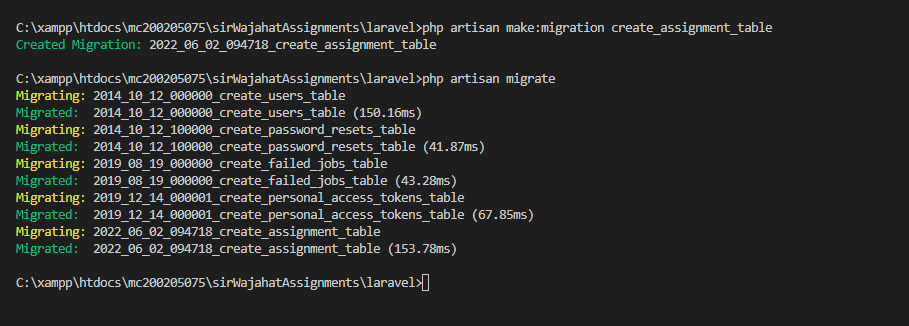 C:\xampp\htdocs\mc200205075\sirWajahatAssignments\laravel>php artisan make:migration create_assignment_table
Created Migration: 2022_06_02_094718_create_assignment_table
C:\xampp\htdocs\mc200205075\sirWajahatAssignments\laravel>php artisan migrate
Migrating: 2014_10_12_000000_create_users_table
Migrated:  2014_10_12_000000_create_users_table (150.16ms)
Migrating: 2014_10_12_100000_create_password_resets_table
Migrated:  2014_10_12_100000_create_password_resets_table (41.87ms)
Migrating: 2019_08_19_000000_create_failed_jobs_table
Migrated:  2019_08_19_000000_create_failed_jobs_table (43.28ms)
Migrating: 2019_12_14_000001_create_personal_access_tokens_table
Migrated:  2019_12_14_000001_create_personal_access_tokens_table (67.85ms)
Migrating: 2022_06_02_094718_create_assignment_table
Migrated:  2022_06_02_094718_create_assignment_table (153.78ms)
C:\xampp\htdocs\mc200205075\sirWajahatAssignments\laravel>